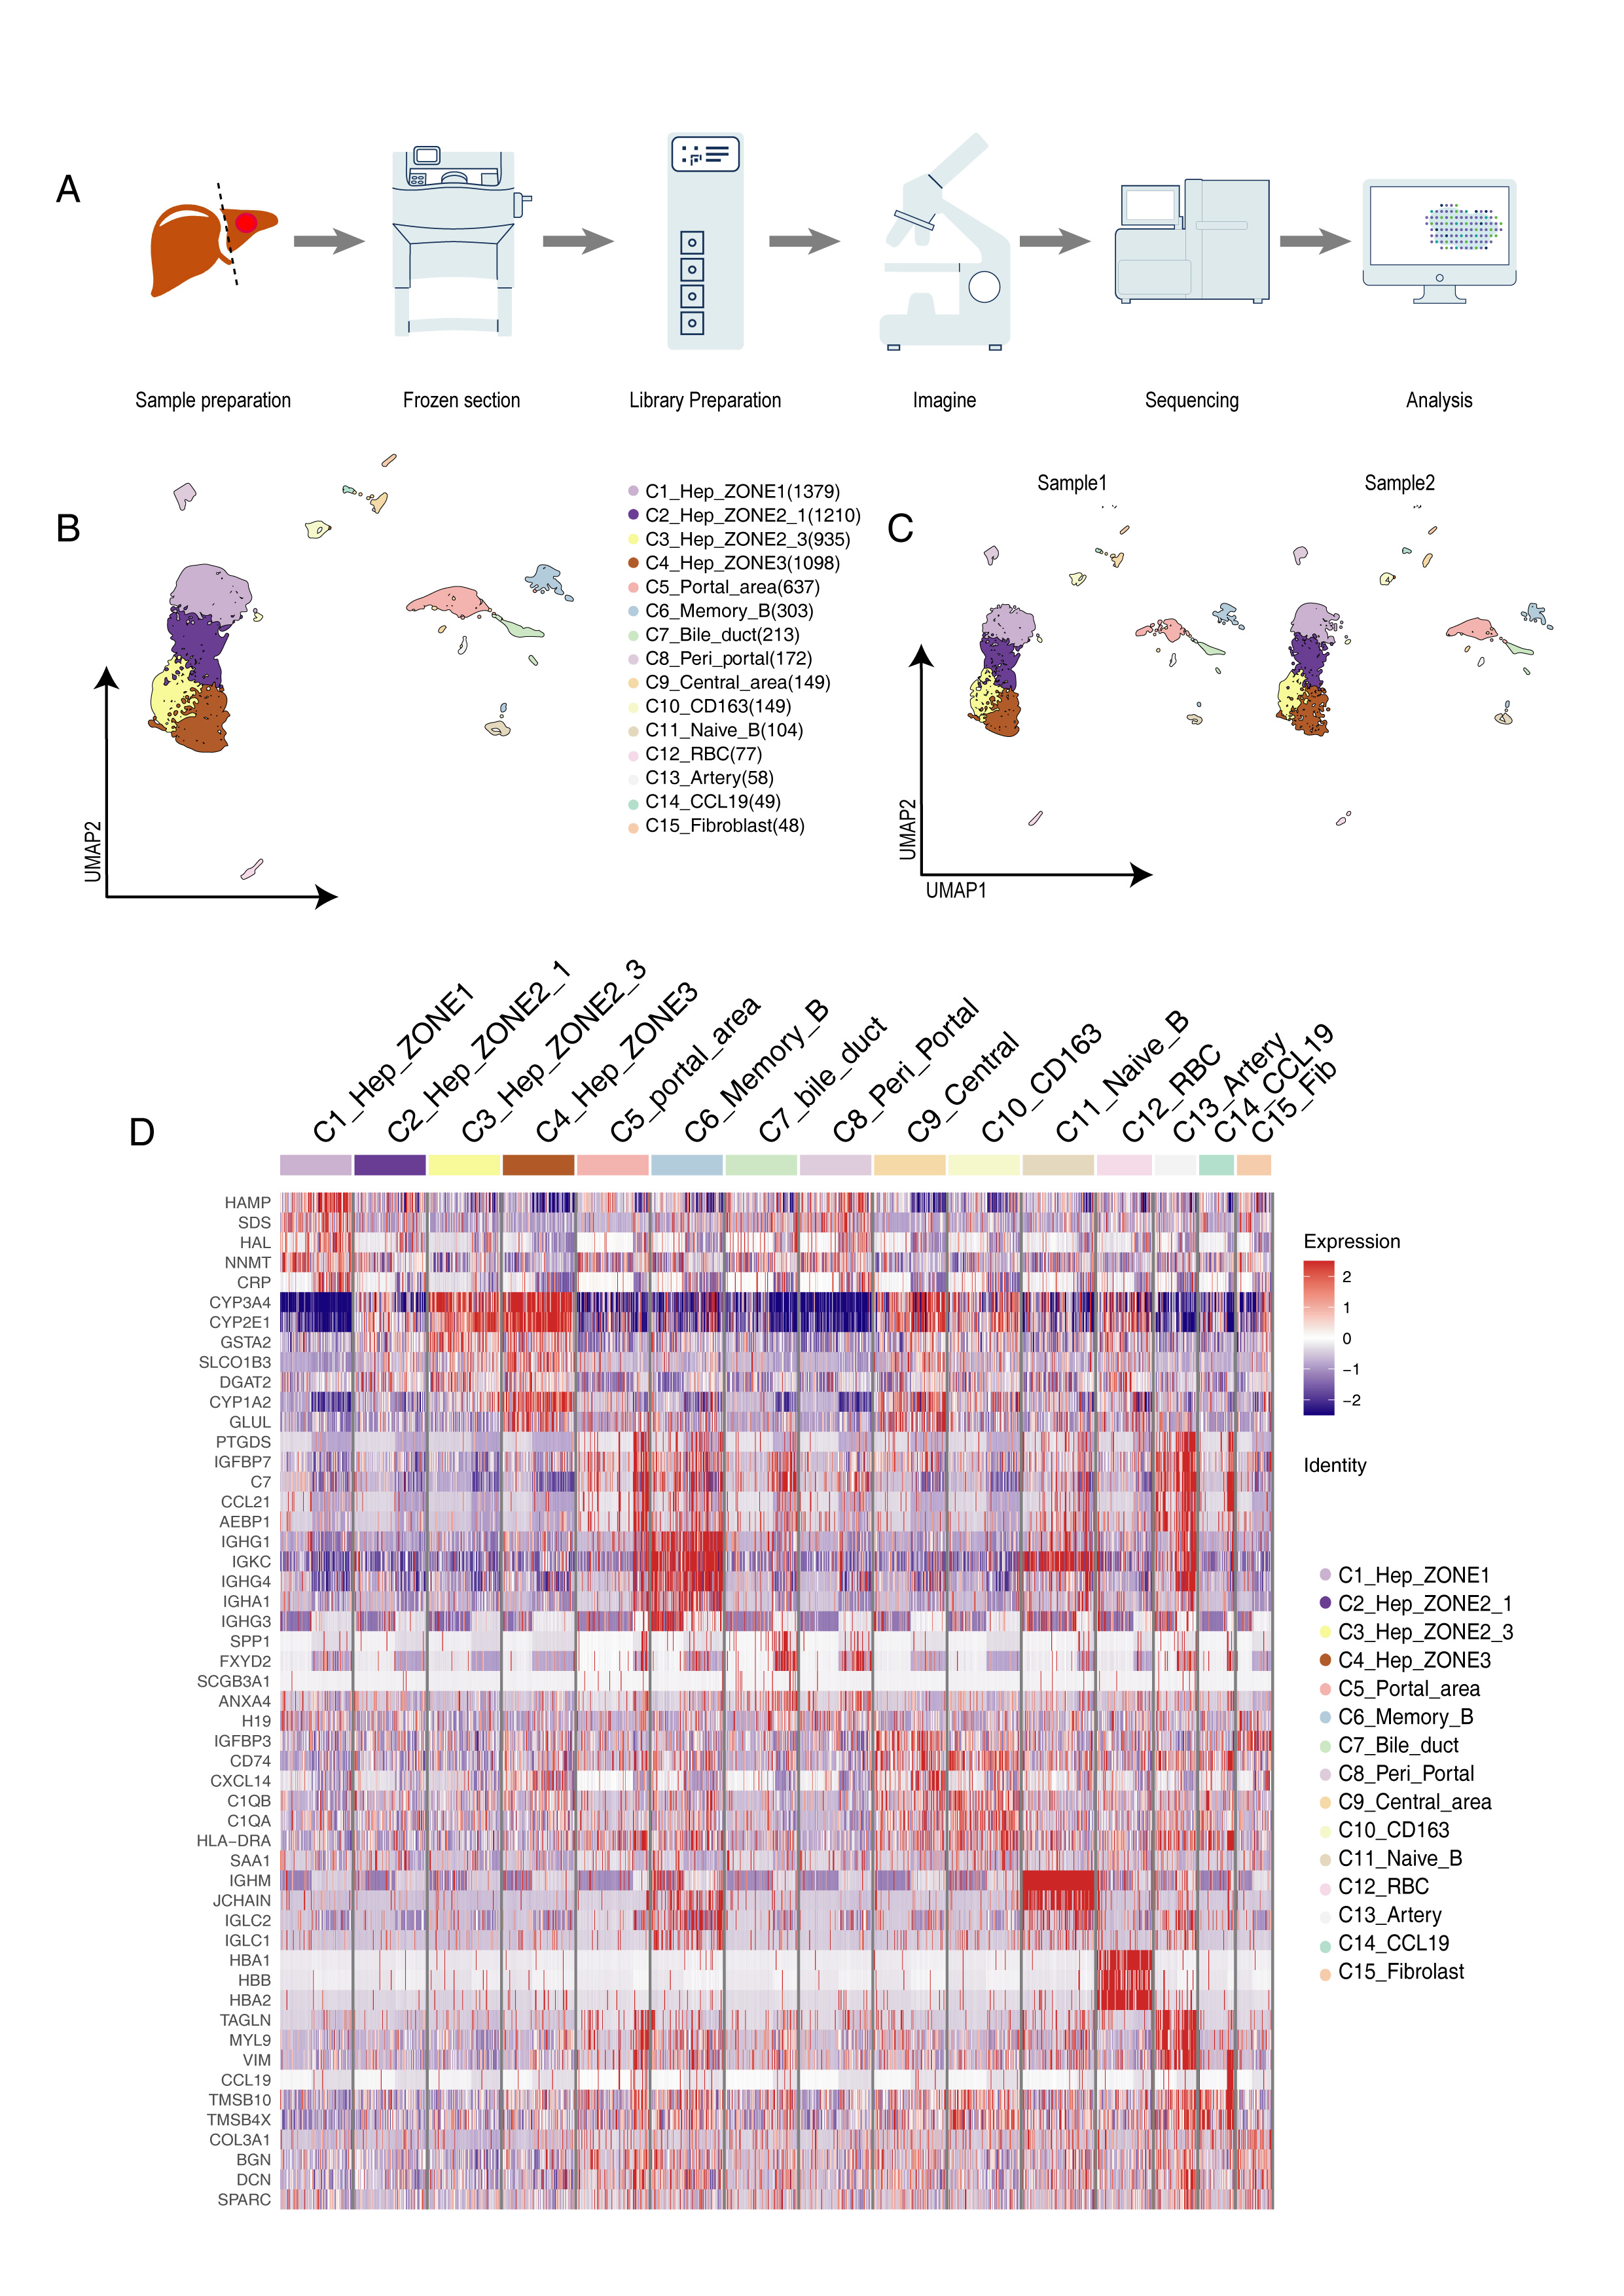 A
Sample preparation
Frozen section
Library Preparation
Imagine
Sequencing
Analysis
B
UMAP2
C1_Hep_ZONE1(1379)
C2_Hep_ZONE2_1(1210)
C3_Hep_ZONE2_3(935)
C4_Hep_ZONE3(1098)
C5_Portal_area(637)
C6_Memory_B(303)
C7_Bile_duct(213)
C8_Peri_portal(172)
C9_Central_area(149)
C10_CD163(149)
C11_Naive_B(104)
C12_RBC(77)
C13_Artery(58)
C14_CCL19(49)
C15_Fibroblast(48)
C
Sample1
Sample2
UMAP2
UMAP1
D
C1_Hep_ZONE1
C2_Hep_ZONE2_1
C3_Hep_ZONE2_3
C4_Hep_ZONE3
C5_portal_area
C6_Memory_B
C7_bile_duct
C8_Peri_Portal
C9_Central
C10_CD163
C11_Naive_B
C12_RBC
C13_Artery
C14_CCL19
C15_Fib
HAMP
SDS
HAL
NNMT
CRP
CYP3A4
CYP2E1
GSTA2
SLCO1B3
DGAT2
CYP1A2
GLUL
PTGDS
IGFBP7
C7
CCL21
AEBP1
IGHG1
IGKC
IGHG4
IGHA1
IGHG3
SPP1
FXYD2
SCGB3A1
ANXA4
H19
IGFBP3
CD74
CXCL14
C1QB
C1QA
HLA−DRA
SAA1
IGHM
JCHAIN
IGLC2
IGLC1
HBA1
HBB
HBA2
TAGLN
MYL9
VIM
CCL19
TMSB10
TMSB4X
COL3A1
BGN
DCN
SPARC
Expression
2
1
0
−1
−2
Identity
C1_Hep_ZONE1
C2_Hep_ZONE2_1
C3_Hep_ZONE2_3
C4_Hep_ZONE3
C5_Portal_area
C6_Memory_B
C7_Bile_duct
C8_Peri_Portal
C9_Central_area
C10_CD163
C11_Naive_B
C12_RBC
C13_Artery
C14_CCL19
C15_Fibrolast